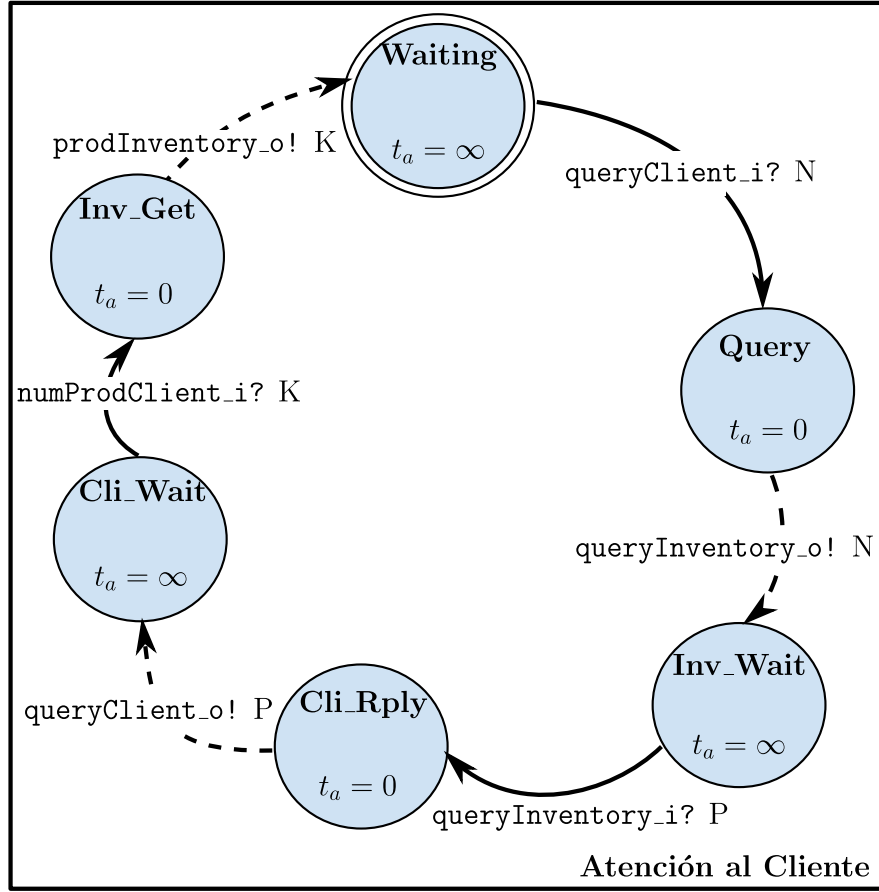 Waiting
t_a = ∞
queryClient_i? N
Query
t_a = 0
queryInventory_o! N
Inv_Wait
t_a = ∞
queryInventory_i? P
Cli_Rply
t_a = 0
queryClient_o! P
Cli_Wait
t_a = ∞
numProdClient_i? K
Inv_Get
t_a = 0
prodInventory_o! K
Atención al Cliente